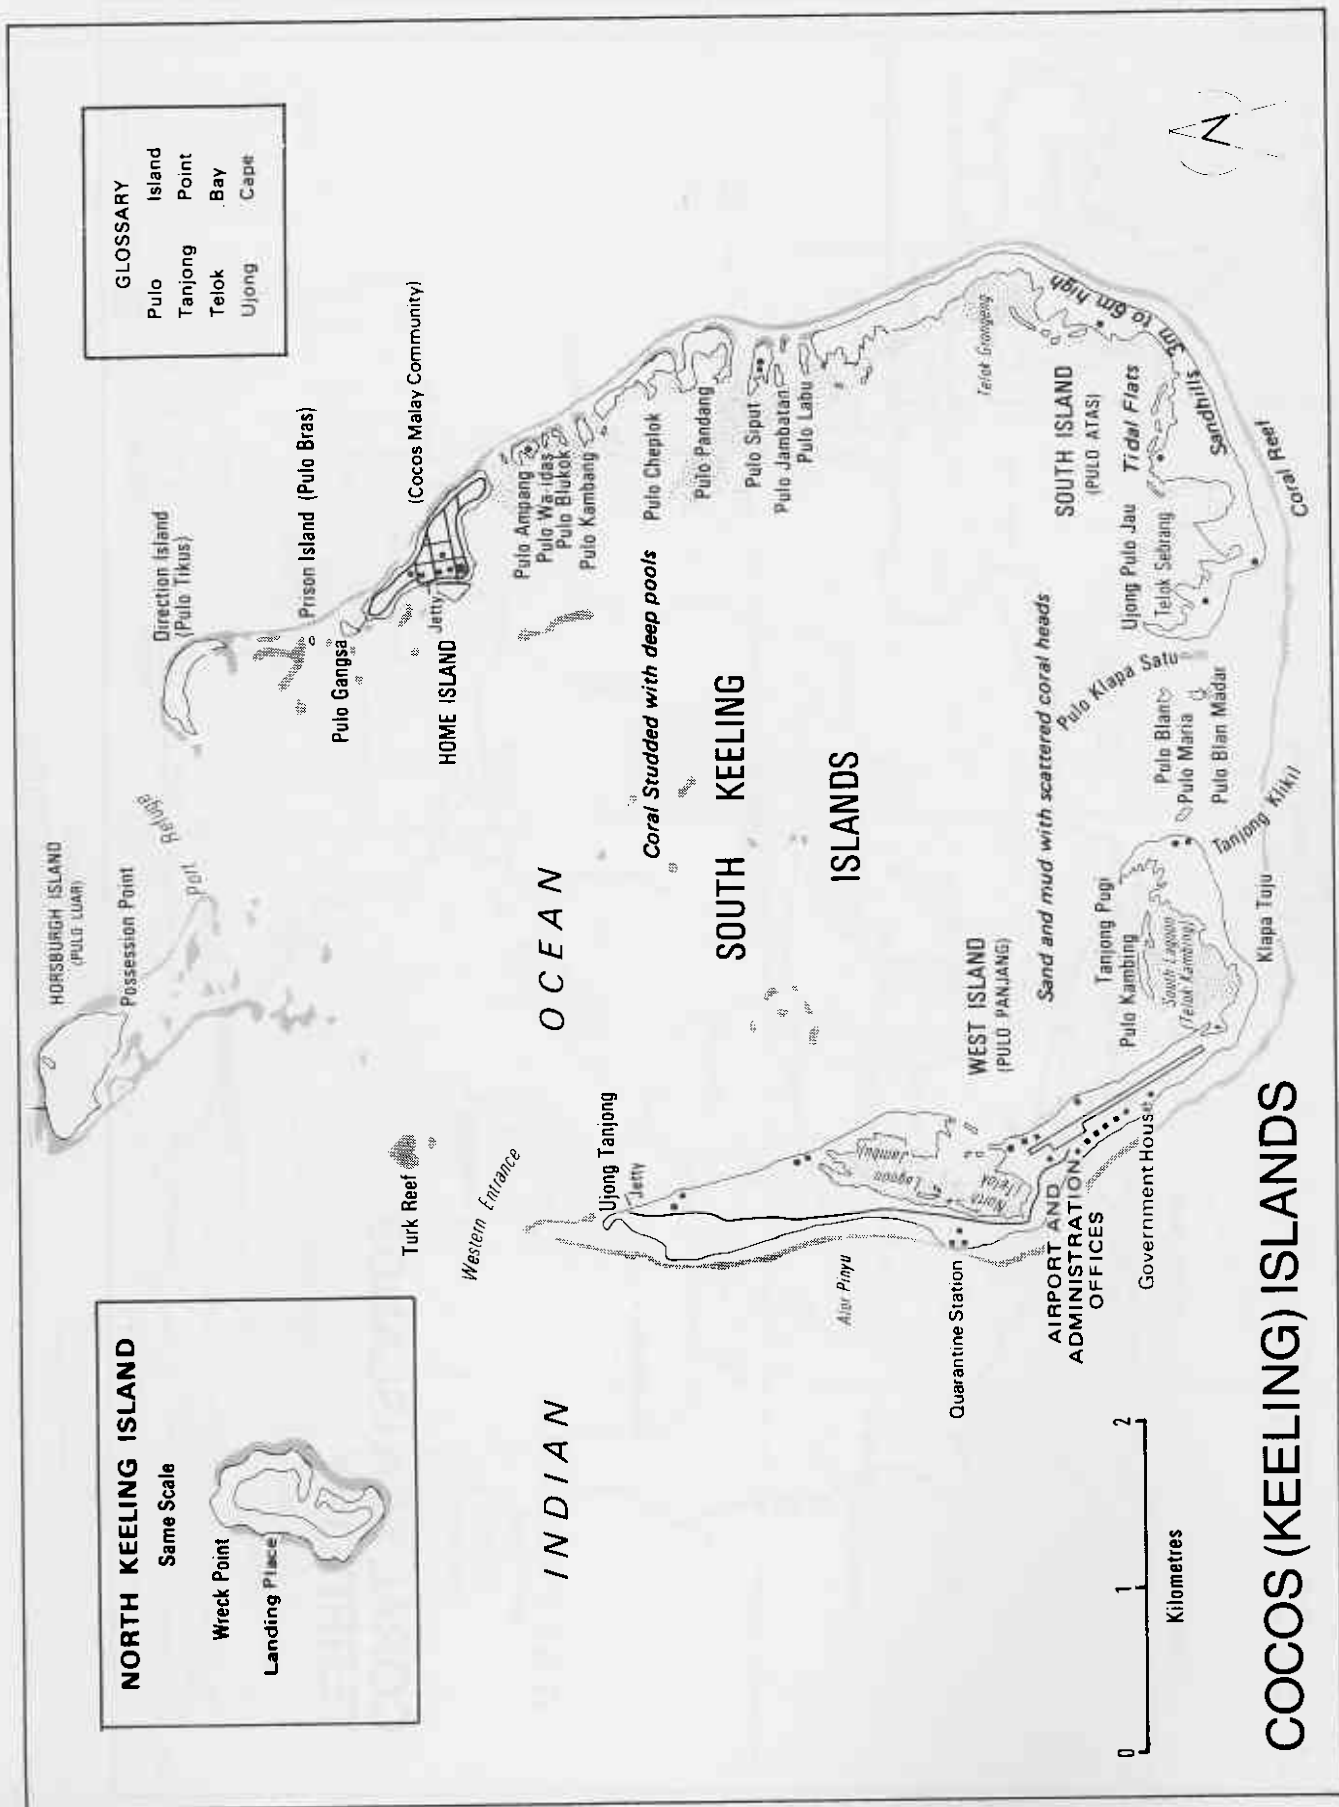 NORTH KEELING ISLAND
Same Scale
Wreck Point
Landing Place
HORSBURGH ISLAND
(PULO LUAR)
Possession Point
Port Refuge
Direction Island
(Pulo Tikus)
GLOSSARY
Pulo Island
Tanjong Point
Telok Bay
Ujong Cape
Prison Island (Pulo Bras)
Pulo Gangsa
Turk Reef
Western Entrance
HOME ISLAND
Jetty
(Cocos Malay Community)
INDIAN OCEAN
Pulo Ampang
Pulo Wa-idas
Pulo Blukok
Pulo Kambang
Ujong Tanjong
Jetty
Coral Studded with deep pools
Pulo Cheplok
Pulo Pandang
SOUTH KEELING
ISLANDS
Pulo Siput
Pulo Jambatan
Pulo Labu
Alor Pinyu
North Lagoon
(Telok Jambu)
Quarantine Station
WEST ISLAND
(PULO PANJANG)
Telok Grongeng
Sand and mud with scattered coral heads
SOUTH ISLAND
(PULO ATAS)
AIRPORT AND
ADMINISTRATION
OFFICES
Government House
Tanjong Pugi
Pulo Kambing
South Lagoon
(Telok Kambing)
Pulo Klapa Satu
Pulo Blan
Pulo Maria
Pulo Blan Madar
Ujong Pulo Jau
Telok Sebrang
Tidal Flats
Sandhills 3m to 6m high
Coral Reef
Tanjong Klikil
Klapa Tuju
0 1 2
Kilometres
COCOS (KEELING) ISLANDS
N